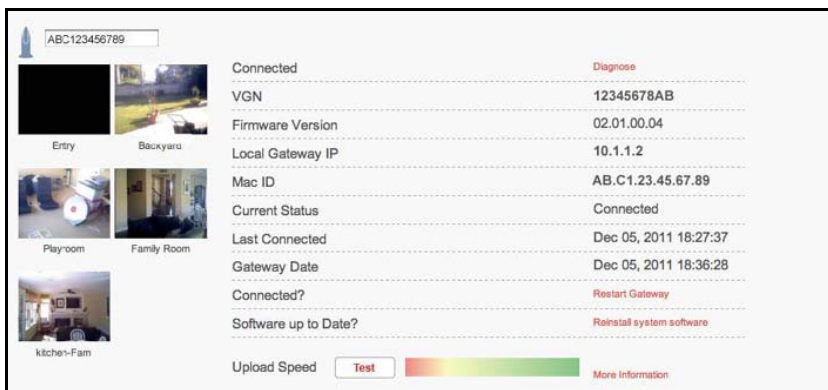 ABC123456789
Entry
Backyard
Playroom
Family Room
kitchen-Fam
Connected Diagnose
VGN 12345678AB
Firmware Version 02.01.00.04
Local Gateway IP 10.1.1.2
Mac ID AB.C1.23.45.67.89
Current Status Connected
Last Connected Dec 05, 2011 18:27:37
Gateway Date Dec 05, 2011 18:36:28
Connected? Restart Gateway
Software up to Date? Reinstall system software
Upload Speed Test More Information